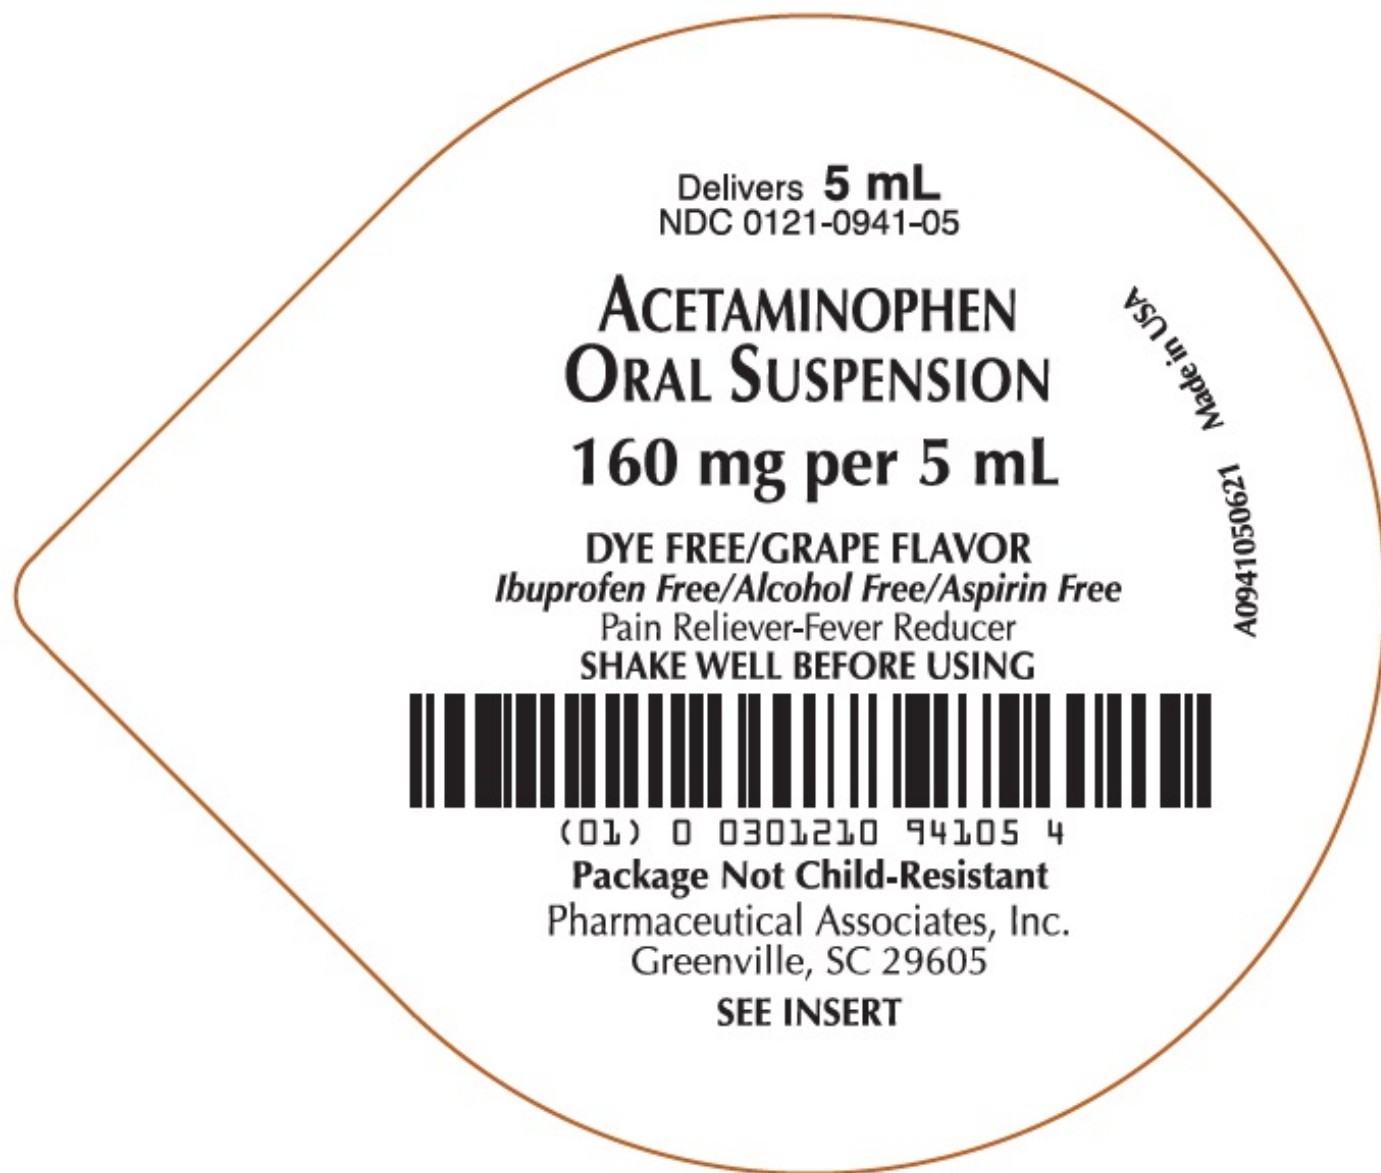 Delivers 5 mL
NDC 0121-0941-05
ACETAMINOPHEN
ORAL SUSPENSION
160 mg per 5 mL
DYE FREE/GRAPE FLAVOR
Ibuprofen Free/Alcohol Free/Aspirin Free
Pain Reliever-Fever Reducer
SHAKE WELL BEFORE USING
(01) 0 0301210 94105 4
Package Not Child-Resistant
Pharmaceutical Associates, Inc.
Greenville, SC 29605
SEE INSERT
A0941050621 Made in USA